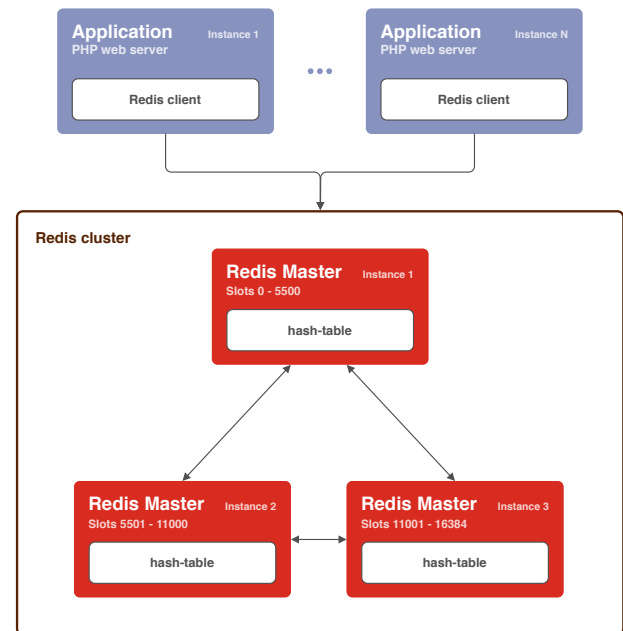 Application Instance 1
PHP web server
Redis client
...
Application Instance N
PHP web server
Redis client
Redis cluster
Redis Master Instance 1
Slots 0 - 5500
hash-table
Redis Master Instance 2
Slots 5501 - 11000
hash-table
Redis Master Instance 3
Slots 11001 - 16384
hash-table